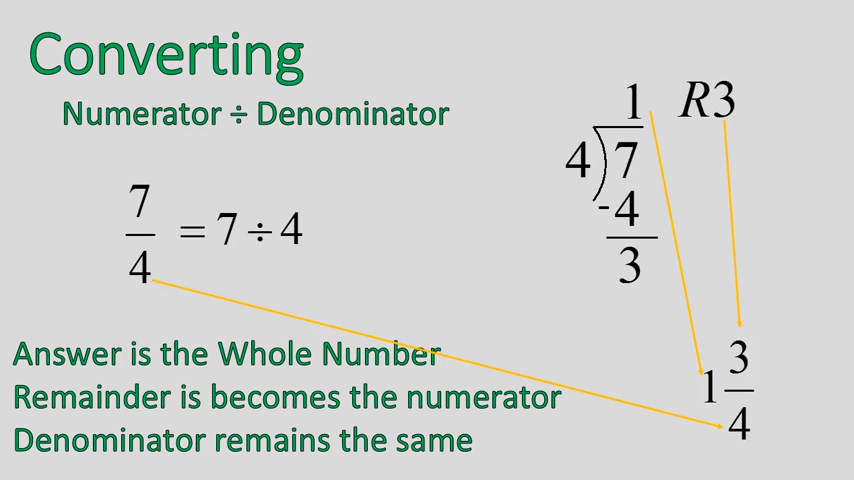 Converting
Numerator ÷ Denominator
7
4
= 7 ÷ 4
1 R3
4 7
-4
3
Answer is the Whole Number
Remainder is becomes the numerator
Denominator remains the same
1 3
4